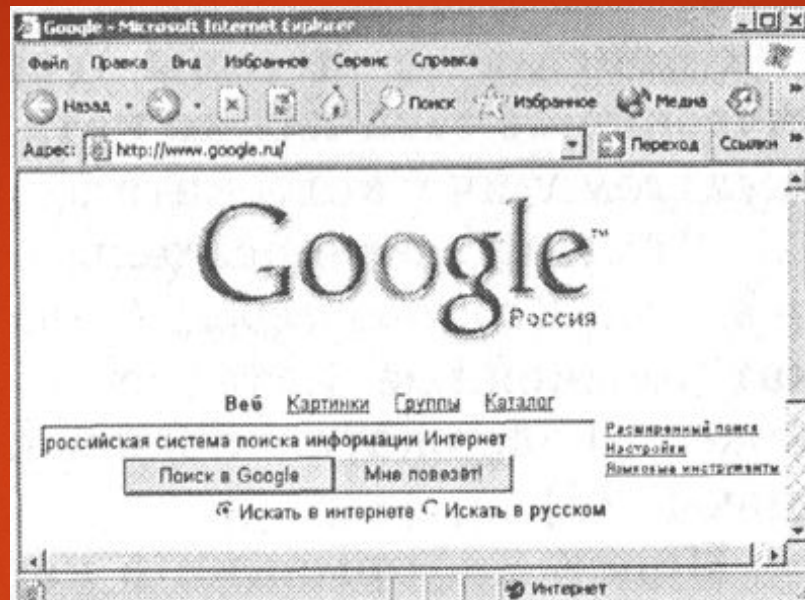 Google - Microsoft Internet Explorer
Файл Правка Вид Избранное Сервис Справка
Назад Поиск Избранное Медиа
Адрес: http://www.google.ru/ Переход Ссылки
Google™
Россия
Веб Картинки Группы Каталог
российская система поиска информации Интернет
Расширенный поиск
Настройки
Языковые инструменты
Поиск в Google Мне повезёт!
Искать в интернете Искать в русском
Интернет